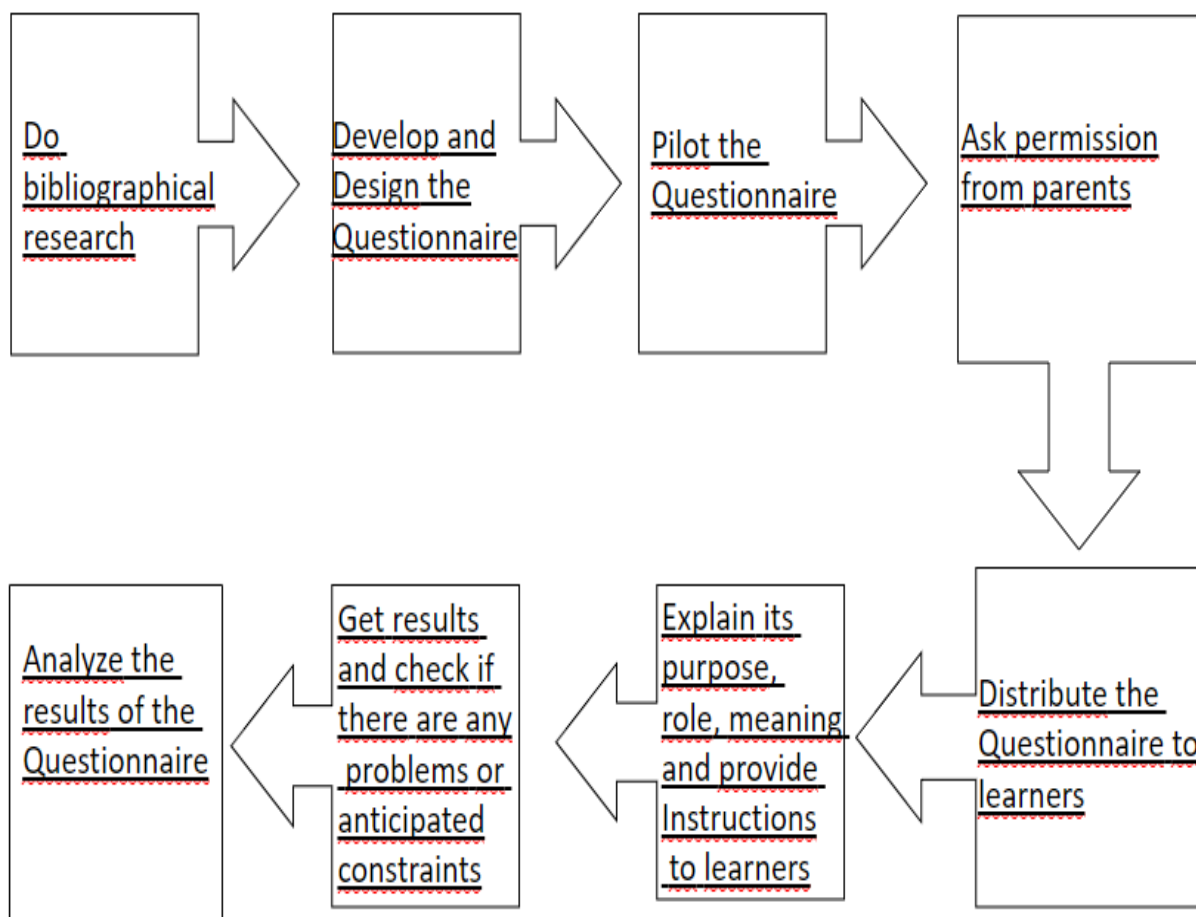 Do
bibliographical
research
Develop and
Design the
Questionnaire
Pilot the
Questionnaire
Ask permission
from parents
Distribute the
Questionnaire to
learners
Explain its
purpose,
role, meaning
and provide
Instructions
to learners
Get results
and check if
there are any
problems or
anticipated
constraints
Analyze the
results of the
Questionnaire